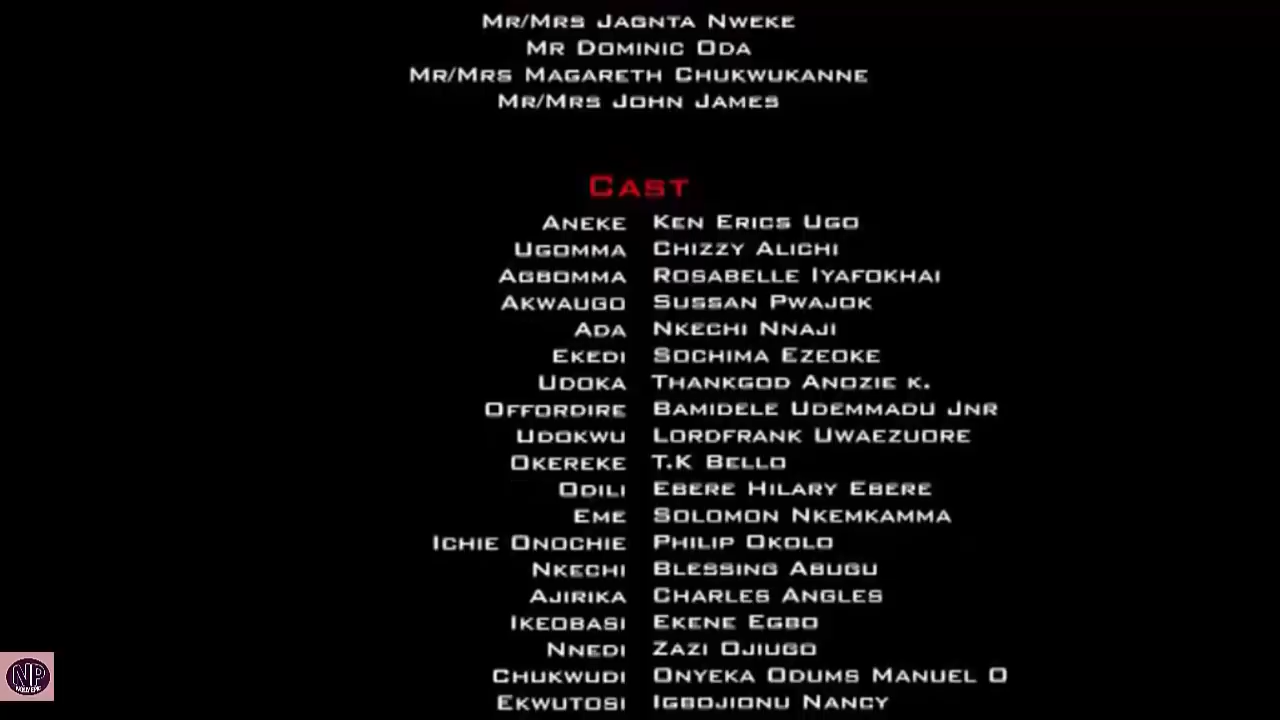 Mr/Mrs Jagnta Nweke
Mr Dominic Oda
Mr/Mrs Magareth Chukwukanne
Mr/Mrs John James
Cast
Aneke Ken Erics Ugo
Ugomma Chizzy Alichi
Agbomma Rosabelle Iyafokhai
Akwaugo Sussan Pwajok
Ada Nkechi Nnaji
Ekedi Sochima Ezeoke
Udoka Thankgod Anozie k.
Offordire Bamidele Udemmadu Jnr
Udokwu Lordfrank Uwaezuore
Okereke T.K Bello
Odili Ebere Hilary Ebere
Eme Solomon Nkemkamma
Ichie Onochie Philip Okolo
Nkechi Blessing Abugu
Ajirika Charles Angles
Ikeobasi Ekene Egbo
Nnedi Zazi Ojiugo
Chukwudi Onyeka Odums Manuel O
Ekwutosi Igbojionu Nancy
NP